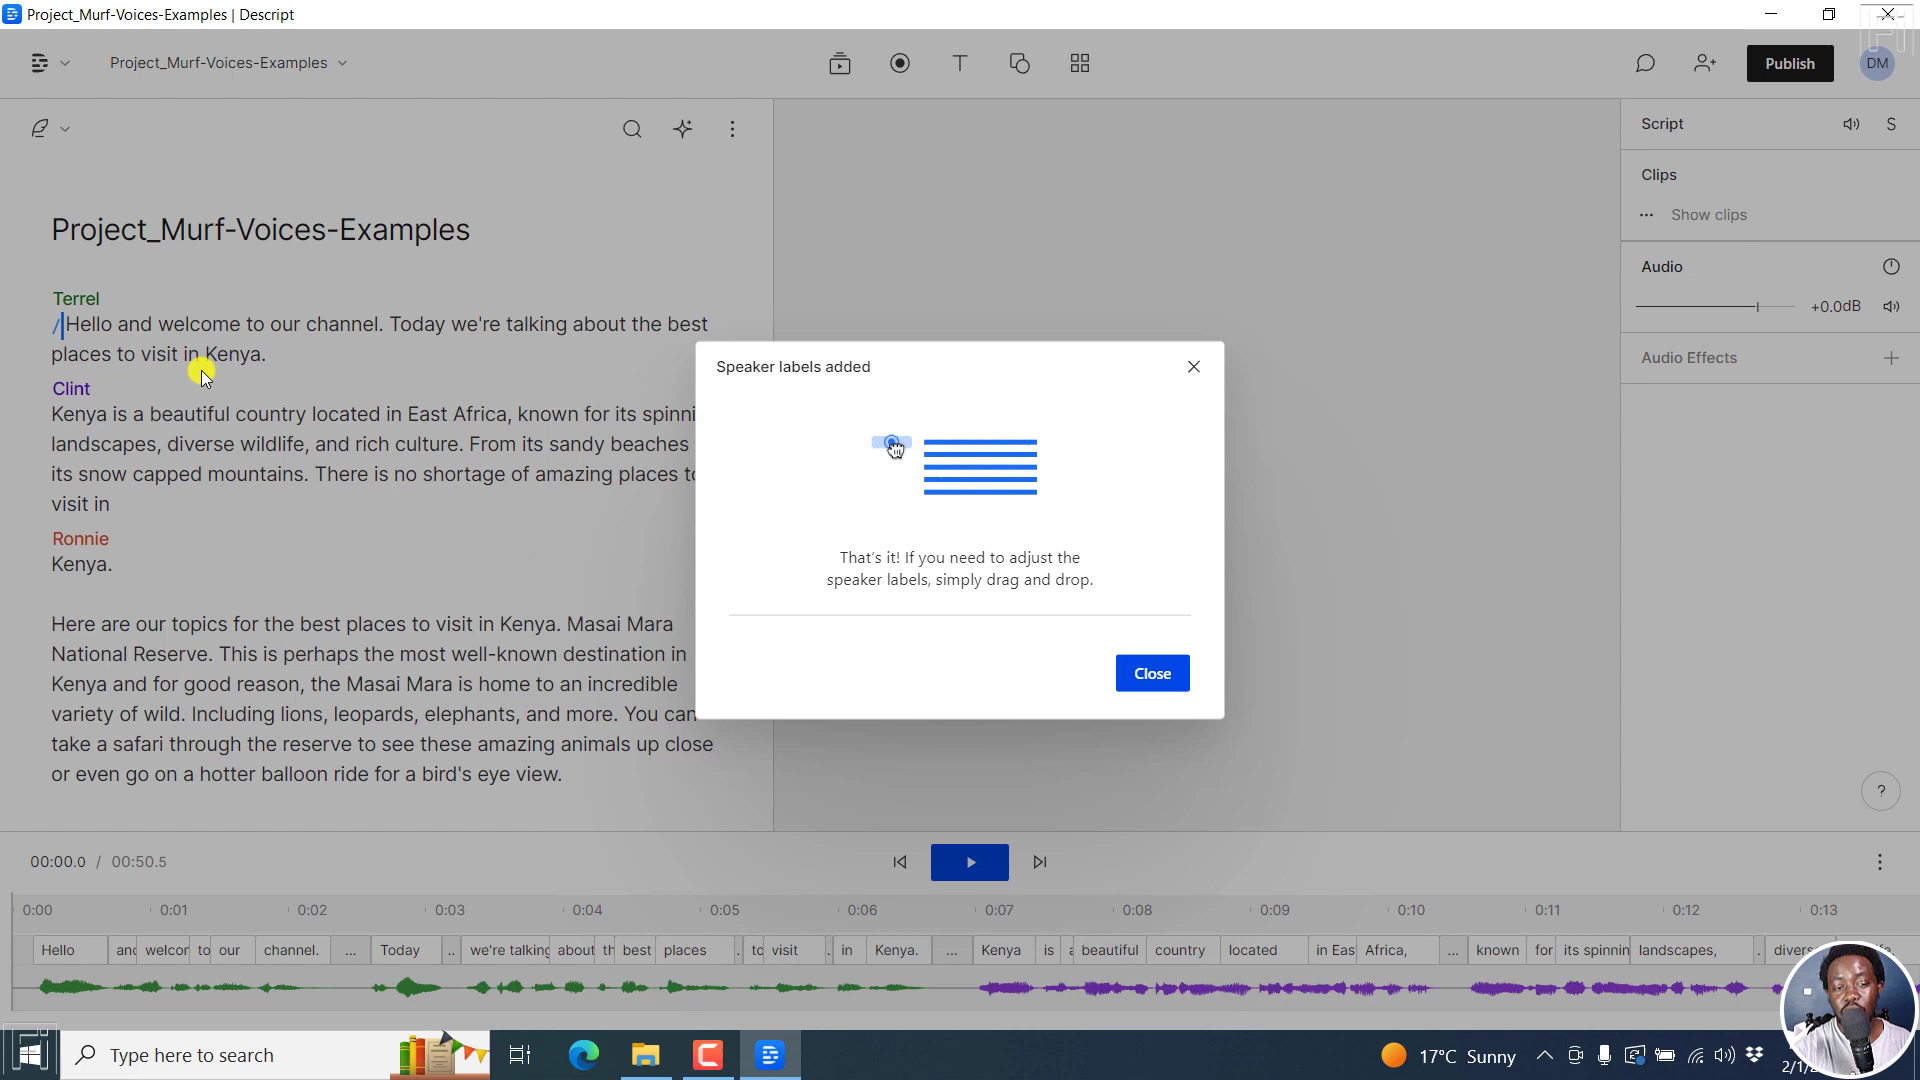 Project_Murf-Voices-Examples | Descript
Project_Murf-Voices-Examples
Publish
DM
Script
S
Clips
... Show clips
Audio
+0.0dB
Audio Effects
Project_Murf-Voices-Examples
Terrel
/Hello and welcome to our channel. Today we're talking about the best
places to visit in Kenya.
Clint
Kenya is a beautiful country located in East Africa, known for its spinni
landscapes, diverse wildlife, and rich culture. From its sandy beaches
its snow capped mountains. There is no shortage of amazing places to
visit in
Ronnie
Kenya.
Here are our topics for the best places to visit in Kenya. Masai Mara
National Reserve. This is perhaps the most well-known destination in
Kenya and for good reason, the Masai Mara is home to an incredible
variety of wild. Including lions, leopards, elephants, and more. You can
take a safari through the reserve to see these amazing animals up close
or even go on a hotter balloon ride for a bird's eye view.
Speaker labels added
That's it! If you need to adjust the
speaker labels, simply drag and drop.
Close
?
00:00.0 / 00:50.5
0:00 0:01 0:02 0:03 0:04 0:05 0:06 0:07 0:08 0:09 0:10 0:11 0:12 0:13
Hello and welcor to our channel. ... Today .. we're talking about th best places . to visit . in Kenya. ... Kenya is a beautiful country located in Eas Africa, ... known for its spinnin landscapes, . divers
Type here to search
17°C Sunny
2/1/2